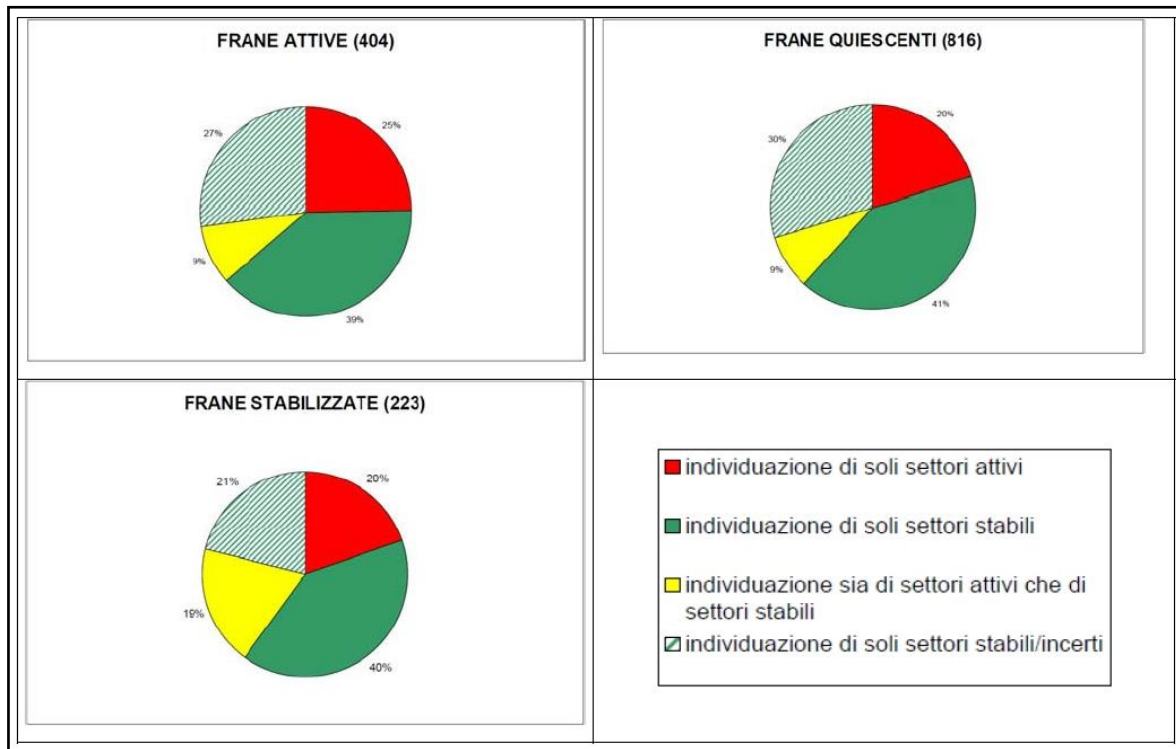 FRANE ATTIVE (404)
27%
25%
9%
39%
FRANE QUIESCENTI (816)
20%
30%
9%
41%
FRANE STABILIZZATE (223)
21%
20%
19%
40%
individuazione di soli settori attivi
individuazione di soli settori stabili
individuazione sia di settori attivi che di
settori stabili
individuazione di soli settori stabili/incerti